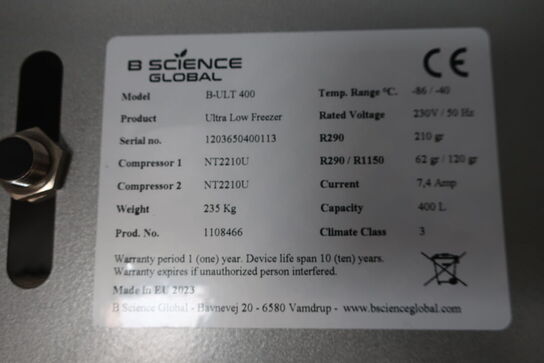 B SCIENCE
GLOBAL
CE
Model B-ULT 400 Temp. Range °C. -86 / -40
Product Ultra Low Freezer Rated Voltage 230V / 50 Hz
Serial no. 1203650400113 R290 210 gr
Compressor 1 NT2210U R290 / R1150 62 gr / 120 gr
Compressor 2 NT2210U Current 7,4 Amp
Weight 235 Kg Capacity 400 L
Prod. No. 1108466 Climate Class 3
Warranty period 1 (one) year. Device life span 10 (ten) years.
Warranty expires if unauthorized person interfered.
Made In EU 2023
B Science Global - Bavnevej 20 - 6580 Vamdrup - www.bscienceglobal.com